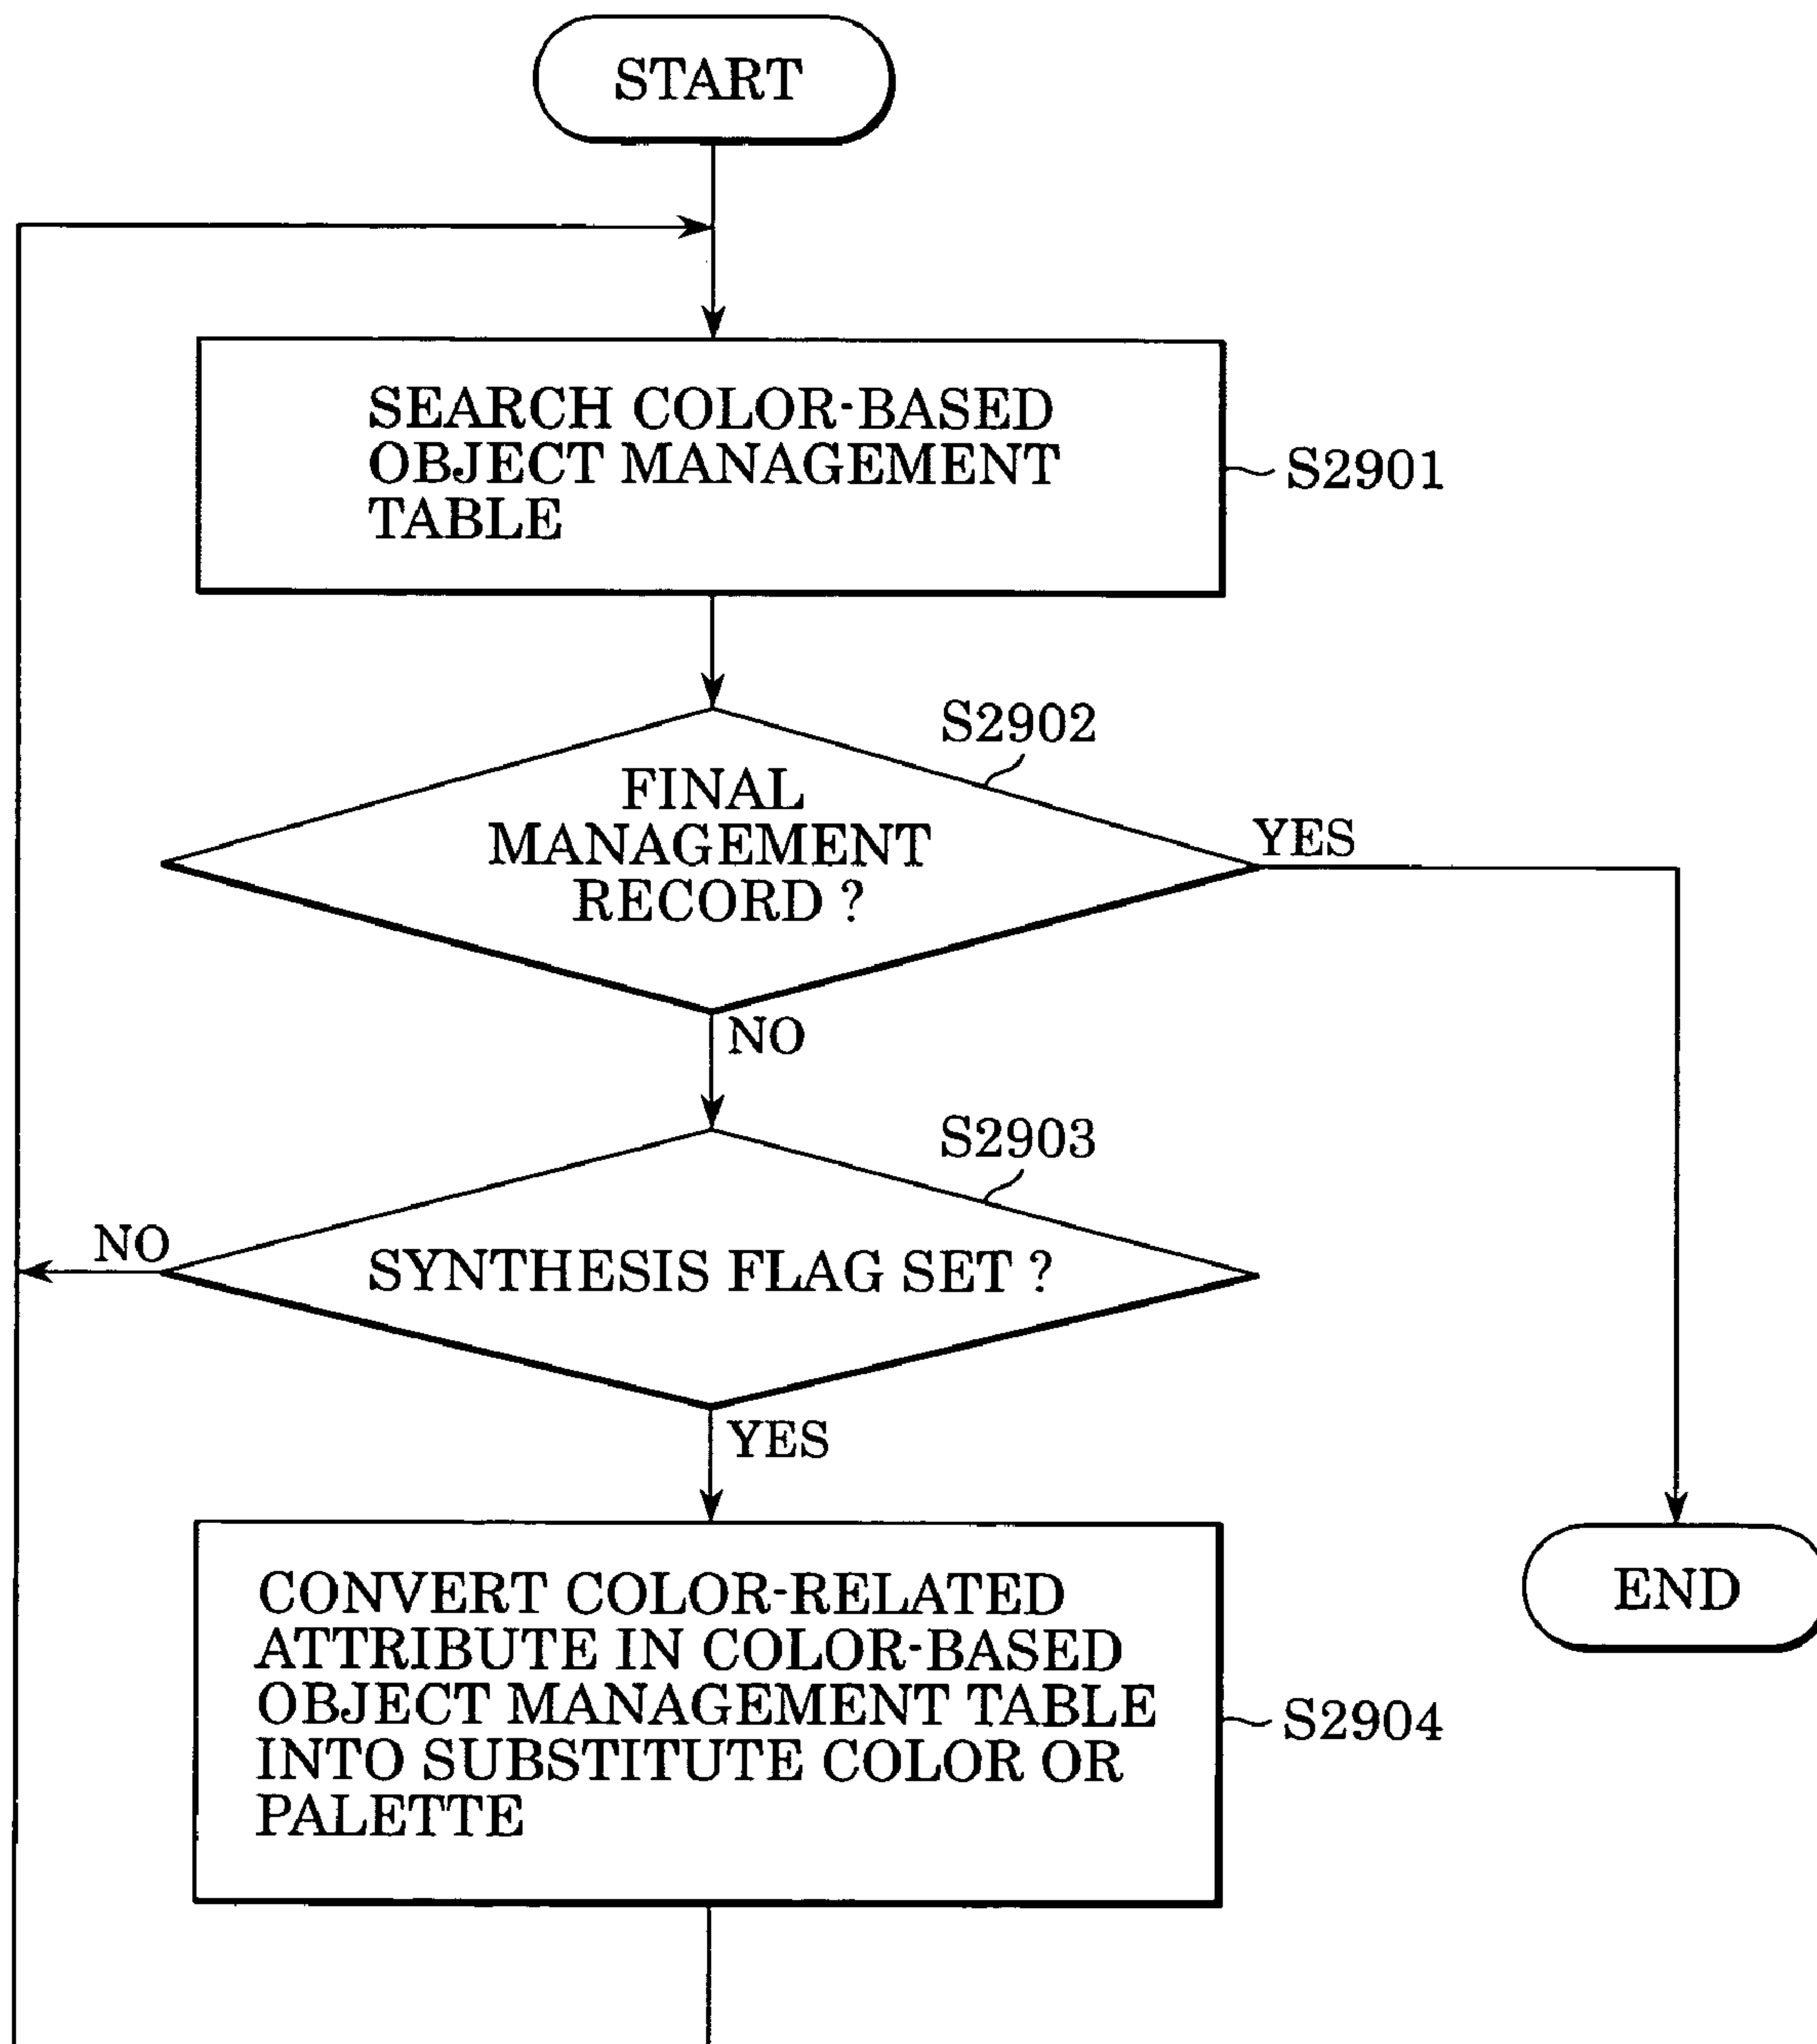 START
SEARCH COLOR-BASED
OBJECT MANAGEMENT
TABLE
S2901
S2902
FINAL
MANAGEMENT
RECORD ?
YES
NO
S2903
NO
SYNTHESIS FLAG SET ?
YES
CONVERT COLOR-RELATED
ATTRIBUTE IN COLOR-BASED
OBJECT MANAGEMENT TABLE
INTO SUBSTITUTE COLOR OR
PALETTE
S2904
END